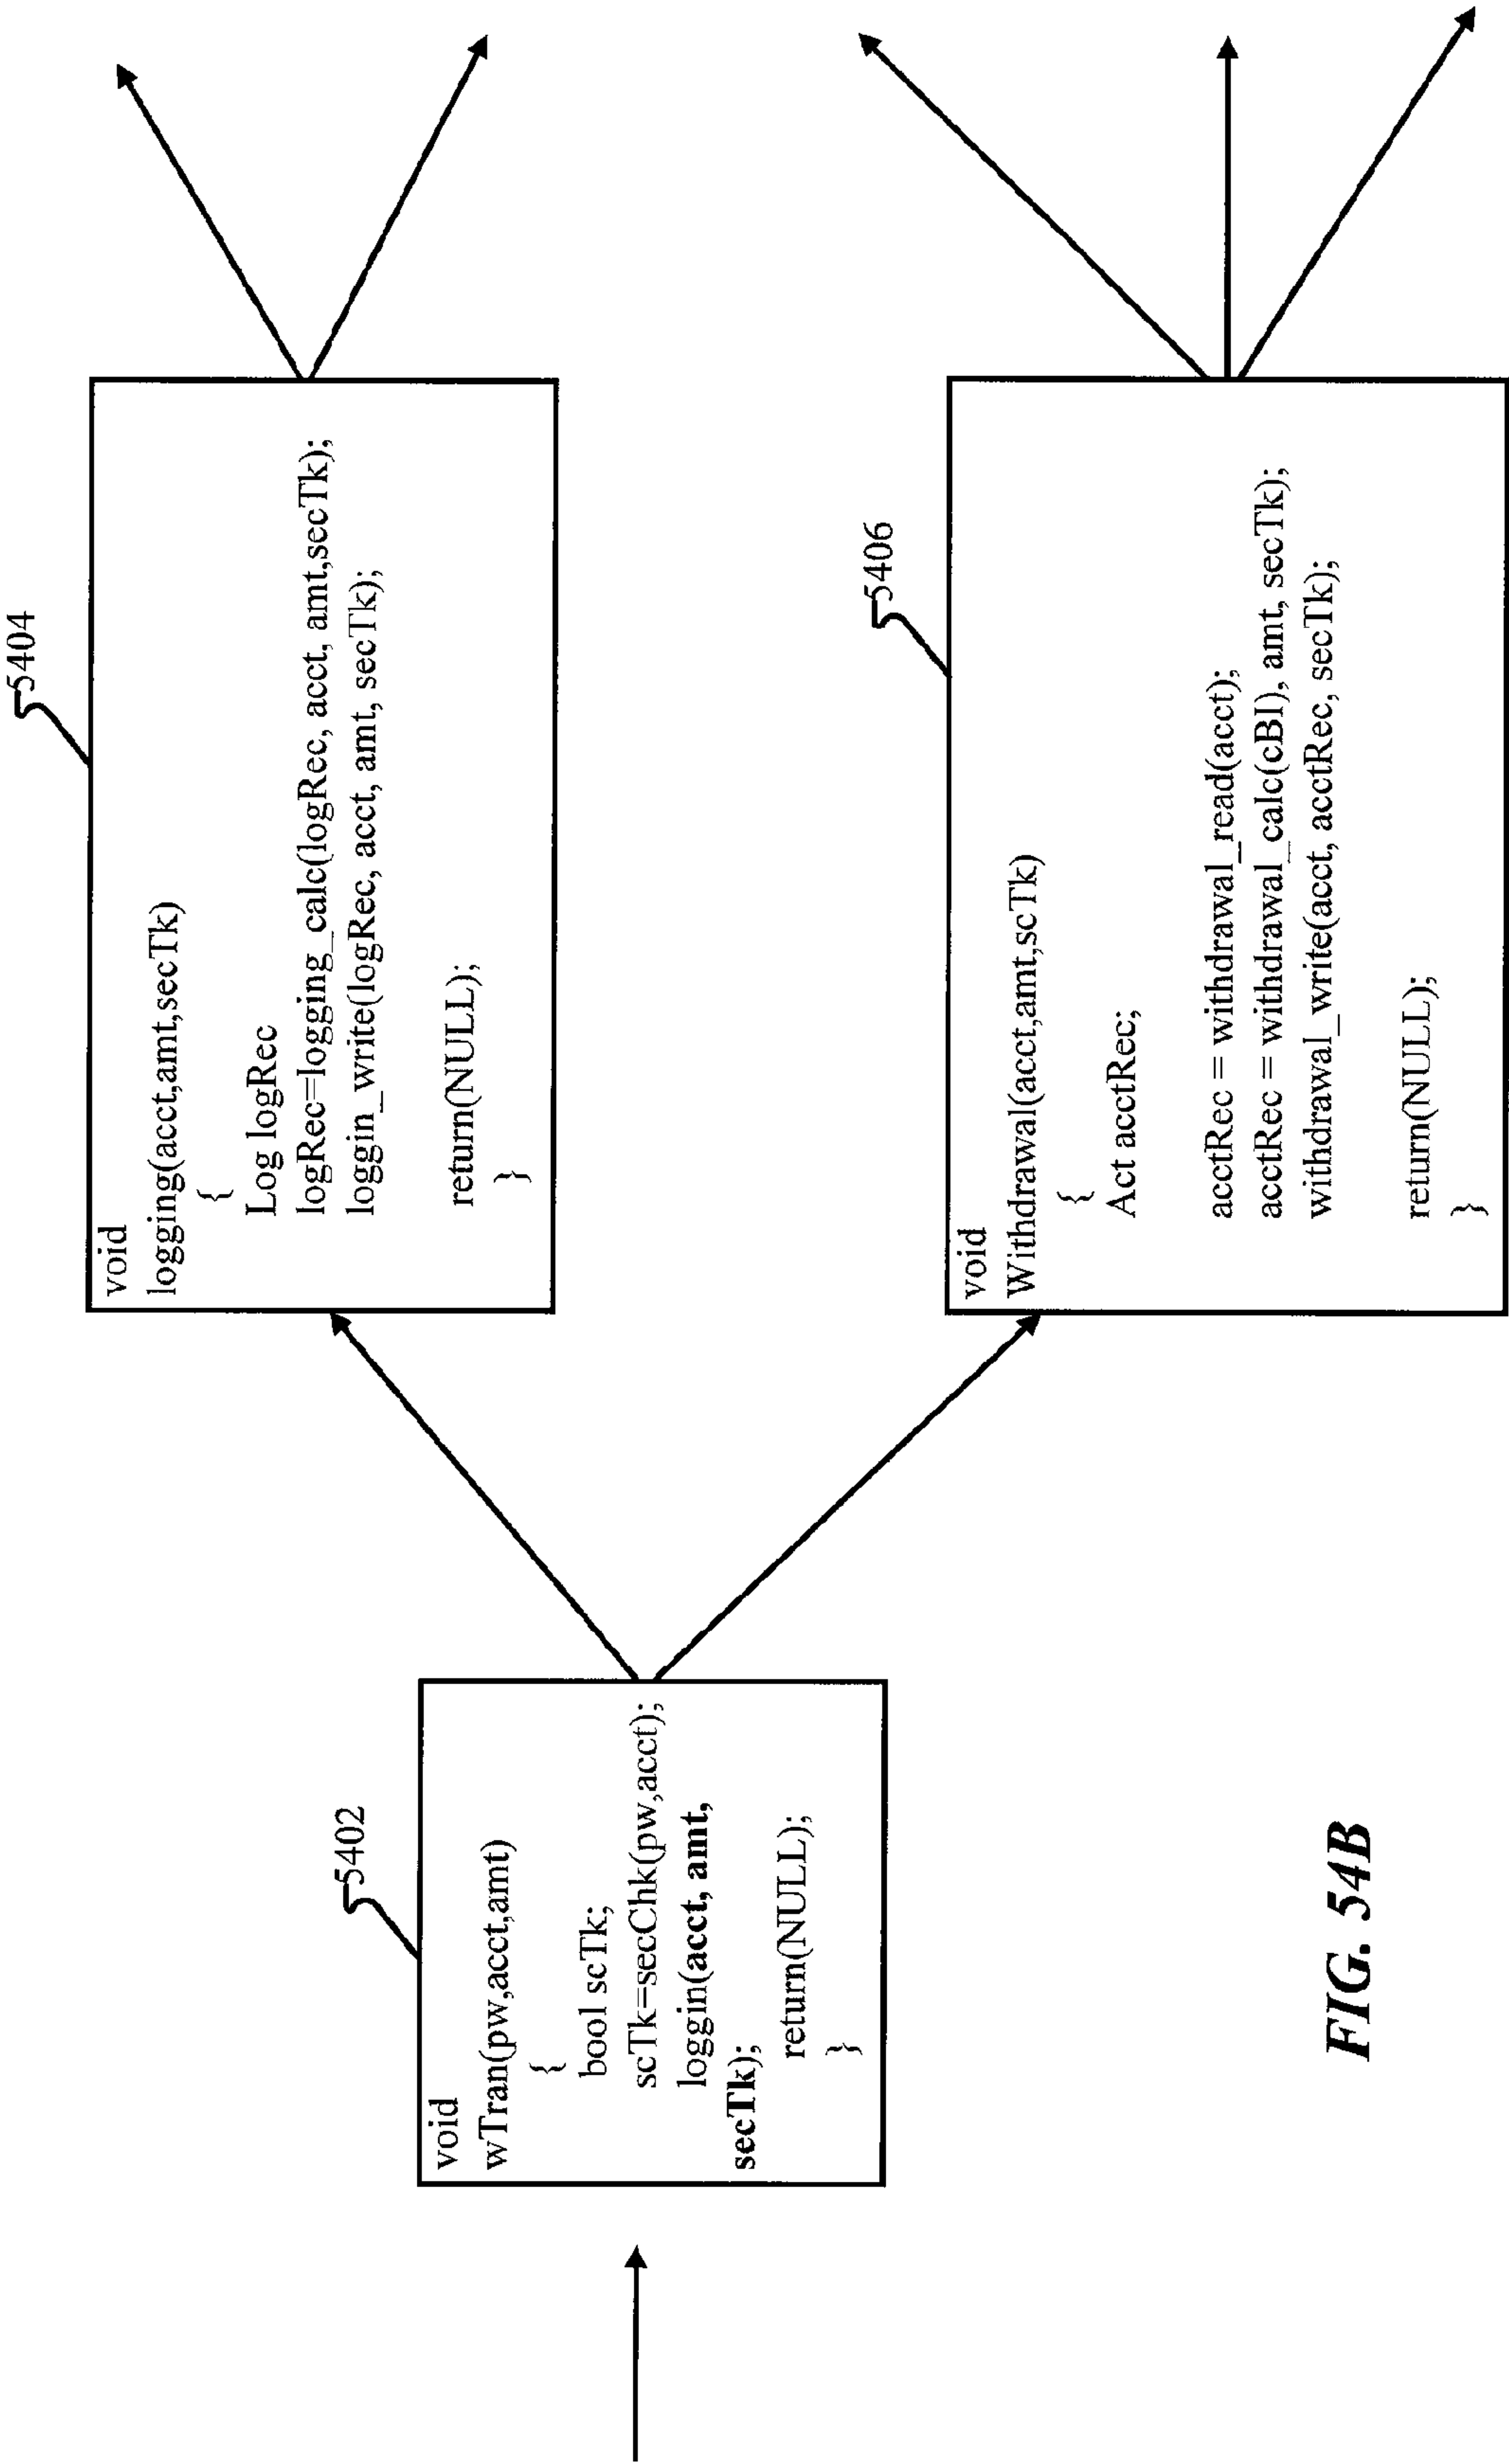 5402
void
wTran(pw,acct,amt)
{
bool scTk;
scTk=secChk(pw,acct);
loggin(acct, amt,
secTk);
return(NULL);
}
5404
void
logging(acct,amt,secTk)
{
Log logRec
logRec=logging_calc(logRec, acct, amt,secTk);
loggin_write(logRec, acct, amt, secTk);
return(NULL);
}
5406
void
Withdrawal(acct,amt,scTk)
{
Act acctRec;
acctRec = withdrawal_read(acct);
acctRec = withdrawal_calc(cBl), amt, secTk);
withdrawal_write(acct, acctRec, secTk);
return(NULL);
}
FIG. 54B